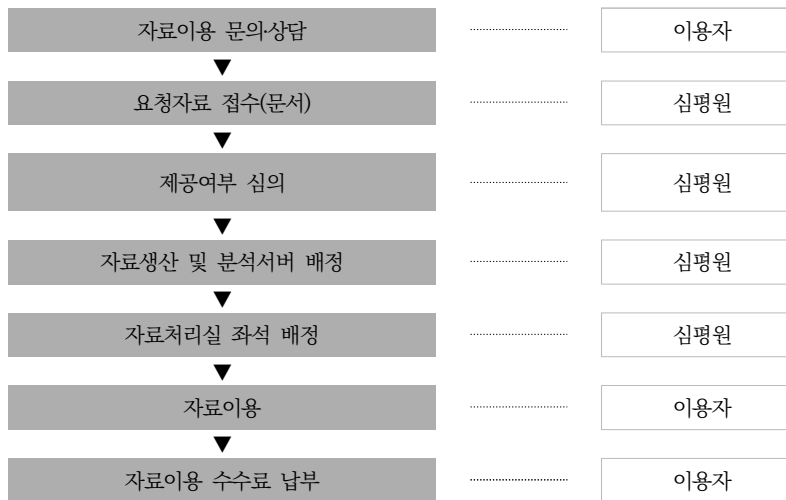 자료이용 문의·상담 이용자
요청자료 접수(문서) 심평원
제공여부 심의 심평원
자료생산 및 분석서버 배정 심평원
자료처리실 좌석 배정 심평원
자료이용 이용자
자료이용 수수료 납부 이용자